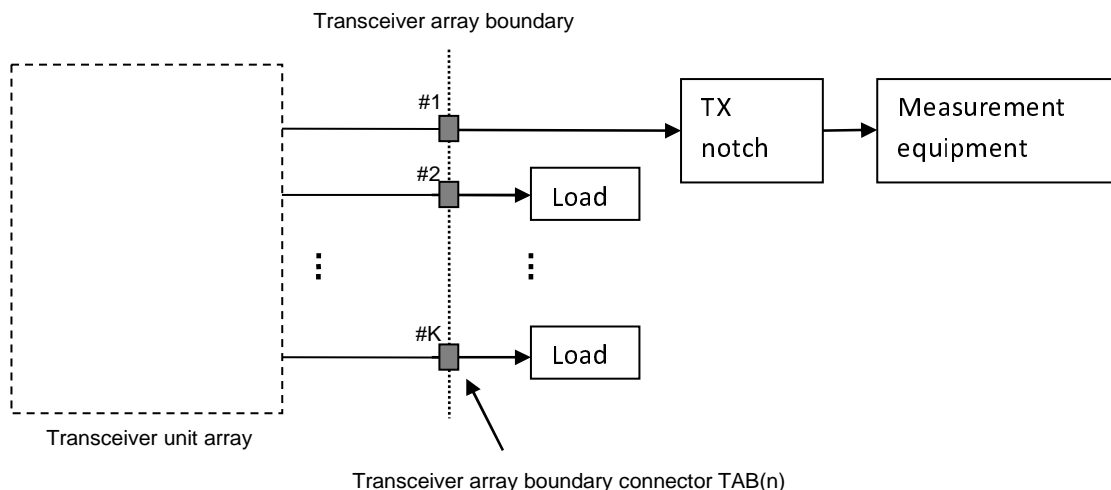 Transceiver array boundary
#1
TX
notch
Measurement
equipment
#2
Load
#K
Load
Transceiver unit array
Transceiver array boundary connector TAB(n)